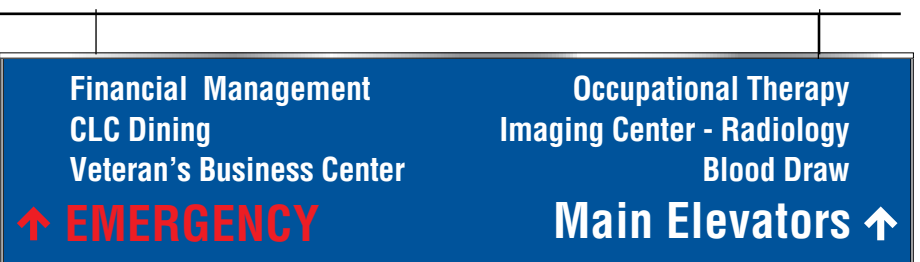 Financial Management
CLC Dining
Veteran's Business Center
↑ EMERGENCY
Occupational Therapy
Imaging Center - Radiology
Blood Draw
Main Elevators ↑